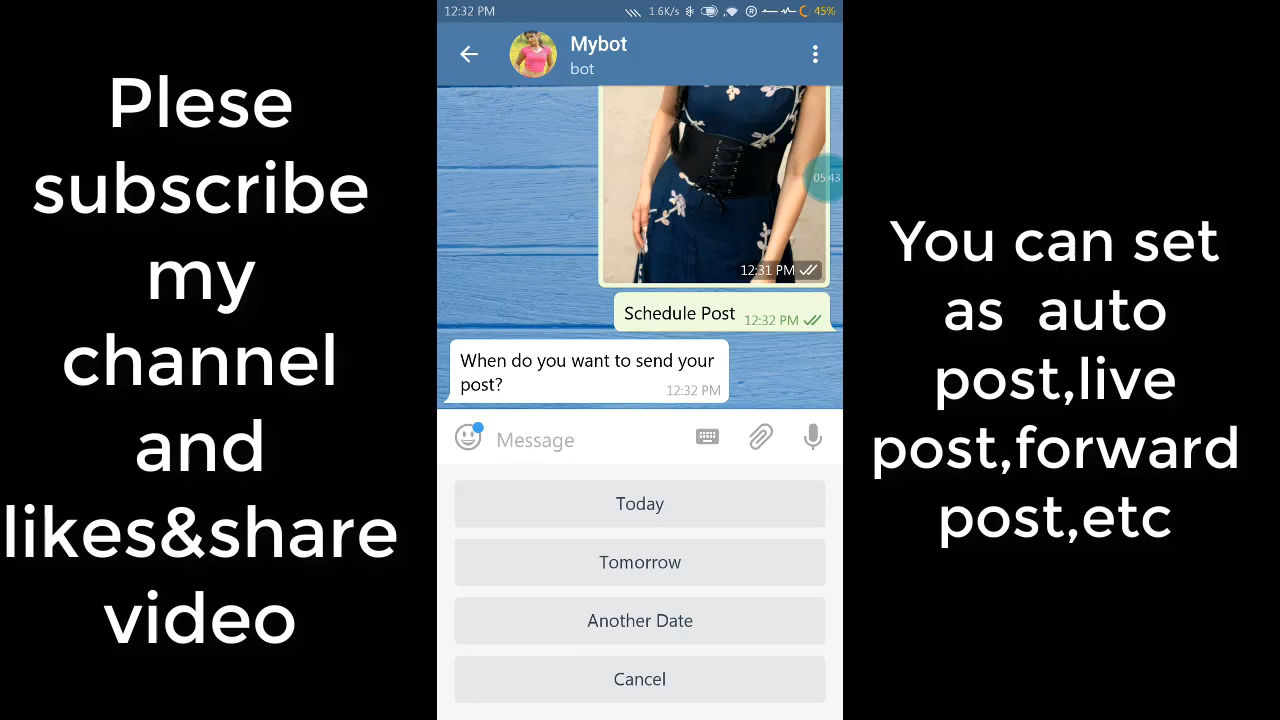 Plese
subscribe
my
channel
and
likes&share
video
12:32 PM
1.6K/s
45%
Mybot
bot
05:43
12:31 PM
Schedule Post
12:32 PM
When do you want to send your
post?
12:32 PM
Message
Today
Tomorrow
Another Date
Cancel
You can set
as auto
post,live
post,forward
post,etc